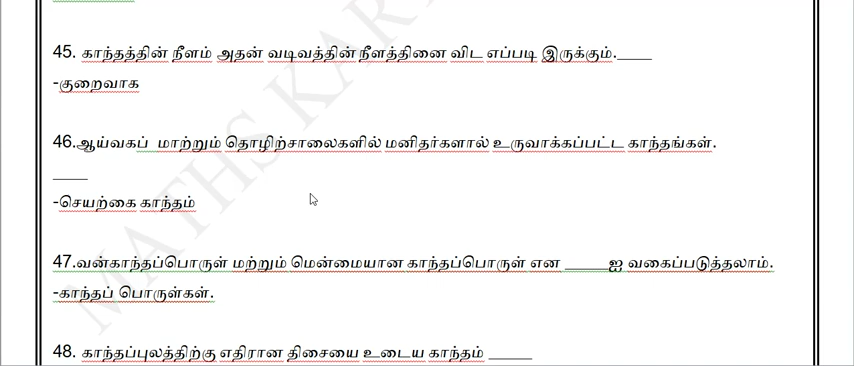 45. காந்தத்தின் நீளம் அதன் வடிவத்தின் நீளத்தினை விட எப்படி இருக்கும்.____
-குறைவாக
46.ஆய்வகப் மாற்றும் தொழிற்சாலைகளில் மனிதர்களால் உருவாக்கப்பட்ட காந்தங்கள்.
____
-செயற்கை காந்தம்
47.வன்காந்தப்பொருள் மற்றும் மென்மையான காந்தப்பொருள் என _____ஐ வகைப்படுத்தலாம்.
-காந்தப் பொருள்கள்.
48. காந்தப்புலத்திற்கு எதிரான திசையை உடைய காந்தம் _____
MATHS KAR